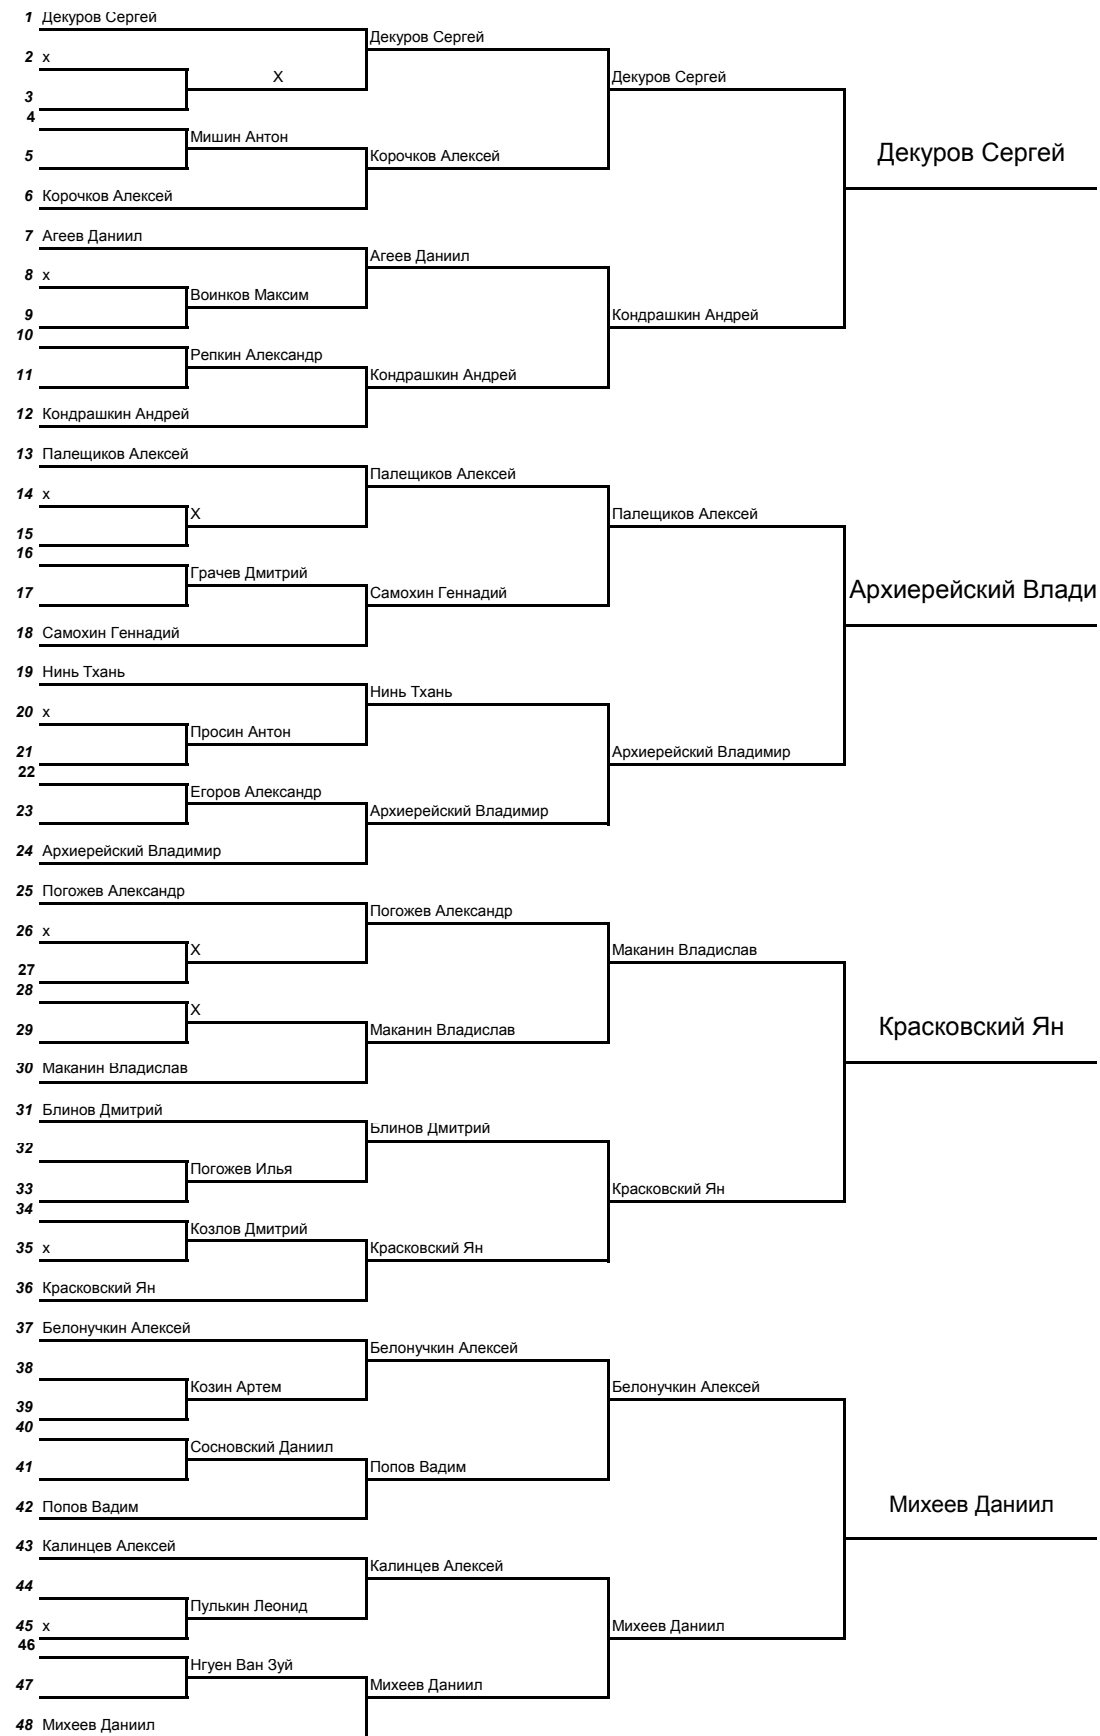 1 Декуров Сергей
Декуров Сергей
2 x
X
Декуров Сергей
3
4
Мишин Антон
Декуров Сергей
5
Корочков Алексей
6 Корочков Алексей
7 Агеев Даниил
Агеев Даниил
8 x
Воинков Максим
9
Кондрашкин Андрей
10
Репкин Александр
11
Кондрашкин Андрей
12 Кондрашкин Андрей
13 Палещиков Алексей
Палещиков Алексей
14 x
X
Палещиков Алексей
15
16
Грачев Дмитрий
17
Самохин Геннадий
Архиерейский Влади
18 Самохин Геннадий
19 Нинь Тхань
Нинь Тхань
20 x
Просин Антон
21
Архиерейский Владимир
22
Егоров Александр
23
Архиерейский Владимир
24 Архиерейский Владимир
25 Погожев Александр
Погожев Александр
26 x
X
Маканин Владислав
27
28
X
29
Маканин Владислав
Красковский Ян
30 Маканин Владислав
31 Блинов Дмитрий
Блинов Дмитрий
32
Погожев Илья
33
Красковский Ян
34
Козлов Дмитрий
35 x
Красковский Ян
36 Красковский Ян
37 Белонучкин Алексей
Белонучкин Алексей
38
Козин Артем
Белонучкин Алексей
39
40
Сосновский Даниил
41
Попов Вадим
42 Попов Вадим
Михеев Даниил
43 Калинцев Алексей
Калинцев Алексей
44
Пулькин Леонид
45 x
Михеев Даниил
46
Нгуен Ван Зуй
47
Михеев Даниил
48 Михеев Даниил